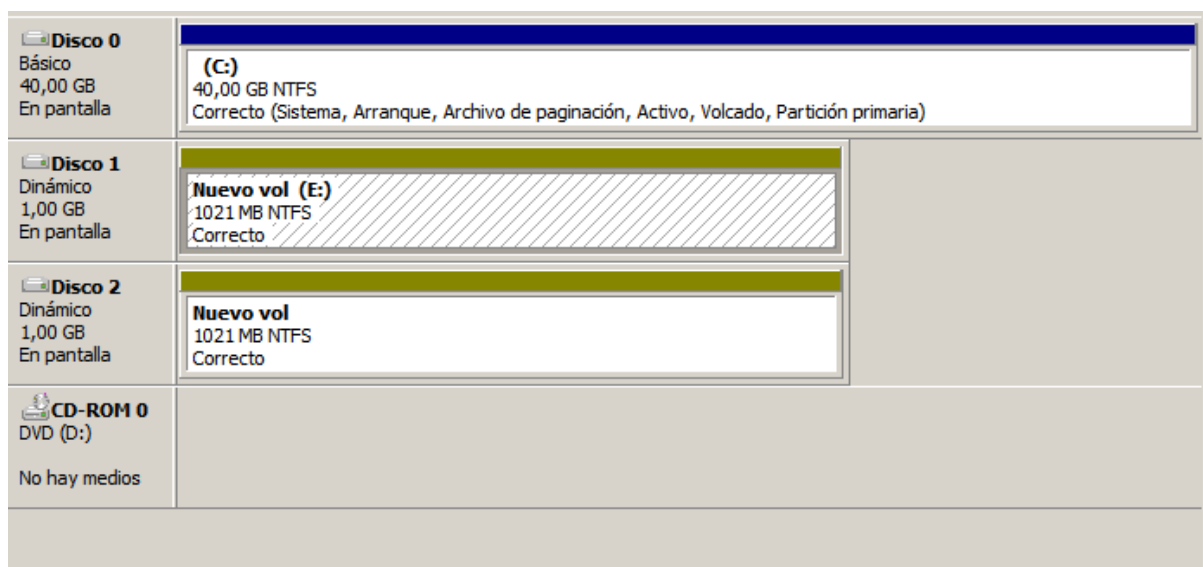 Disco 0
Básico
40,00 GB
En pantalla
(C:)
40,00 GB NTFS
Correcto (Sistema, Arranque, Archivo de paginación, Activo, Volcado, Partición primaria)
Disco 1
Dinámico
1,00 GB
En pantalla
Nuevo vol (E:)
1021 MB NTFS
Correcto
Disco 2
Dinámico
1,00 GB
En pantalla
Nuevo vol
1021 MB NTFS
Correcto
CD-ROM 0
DVD (D:)
No hay medios